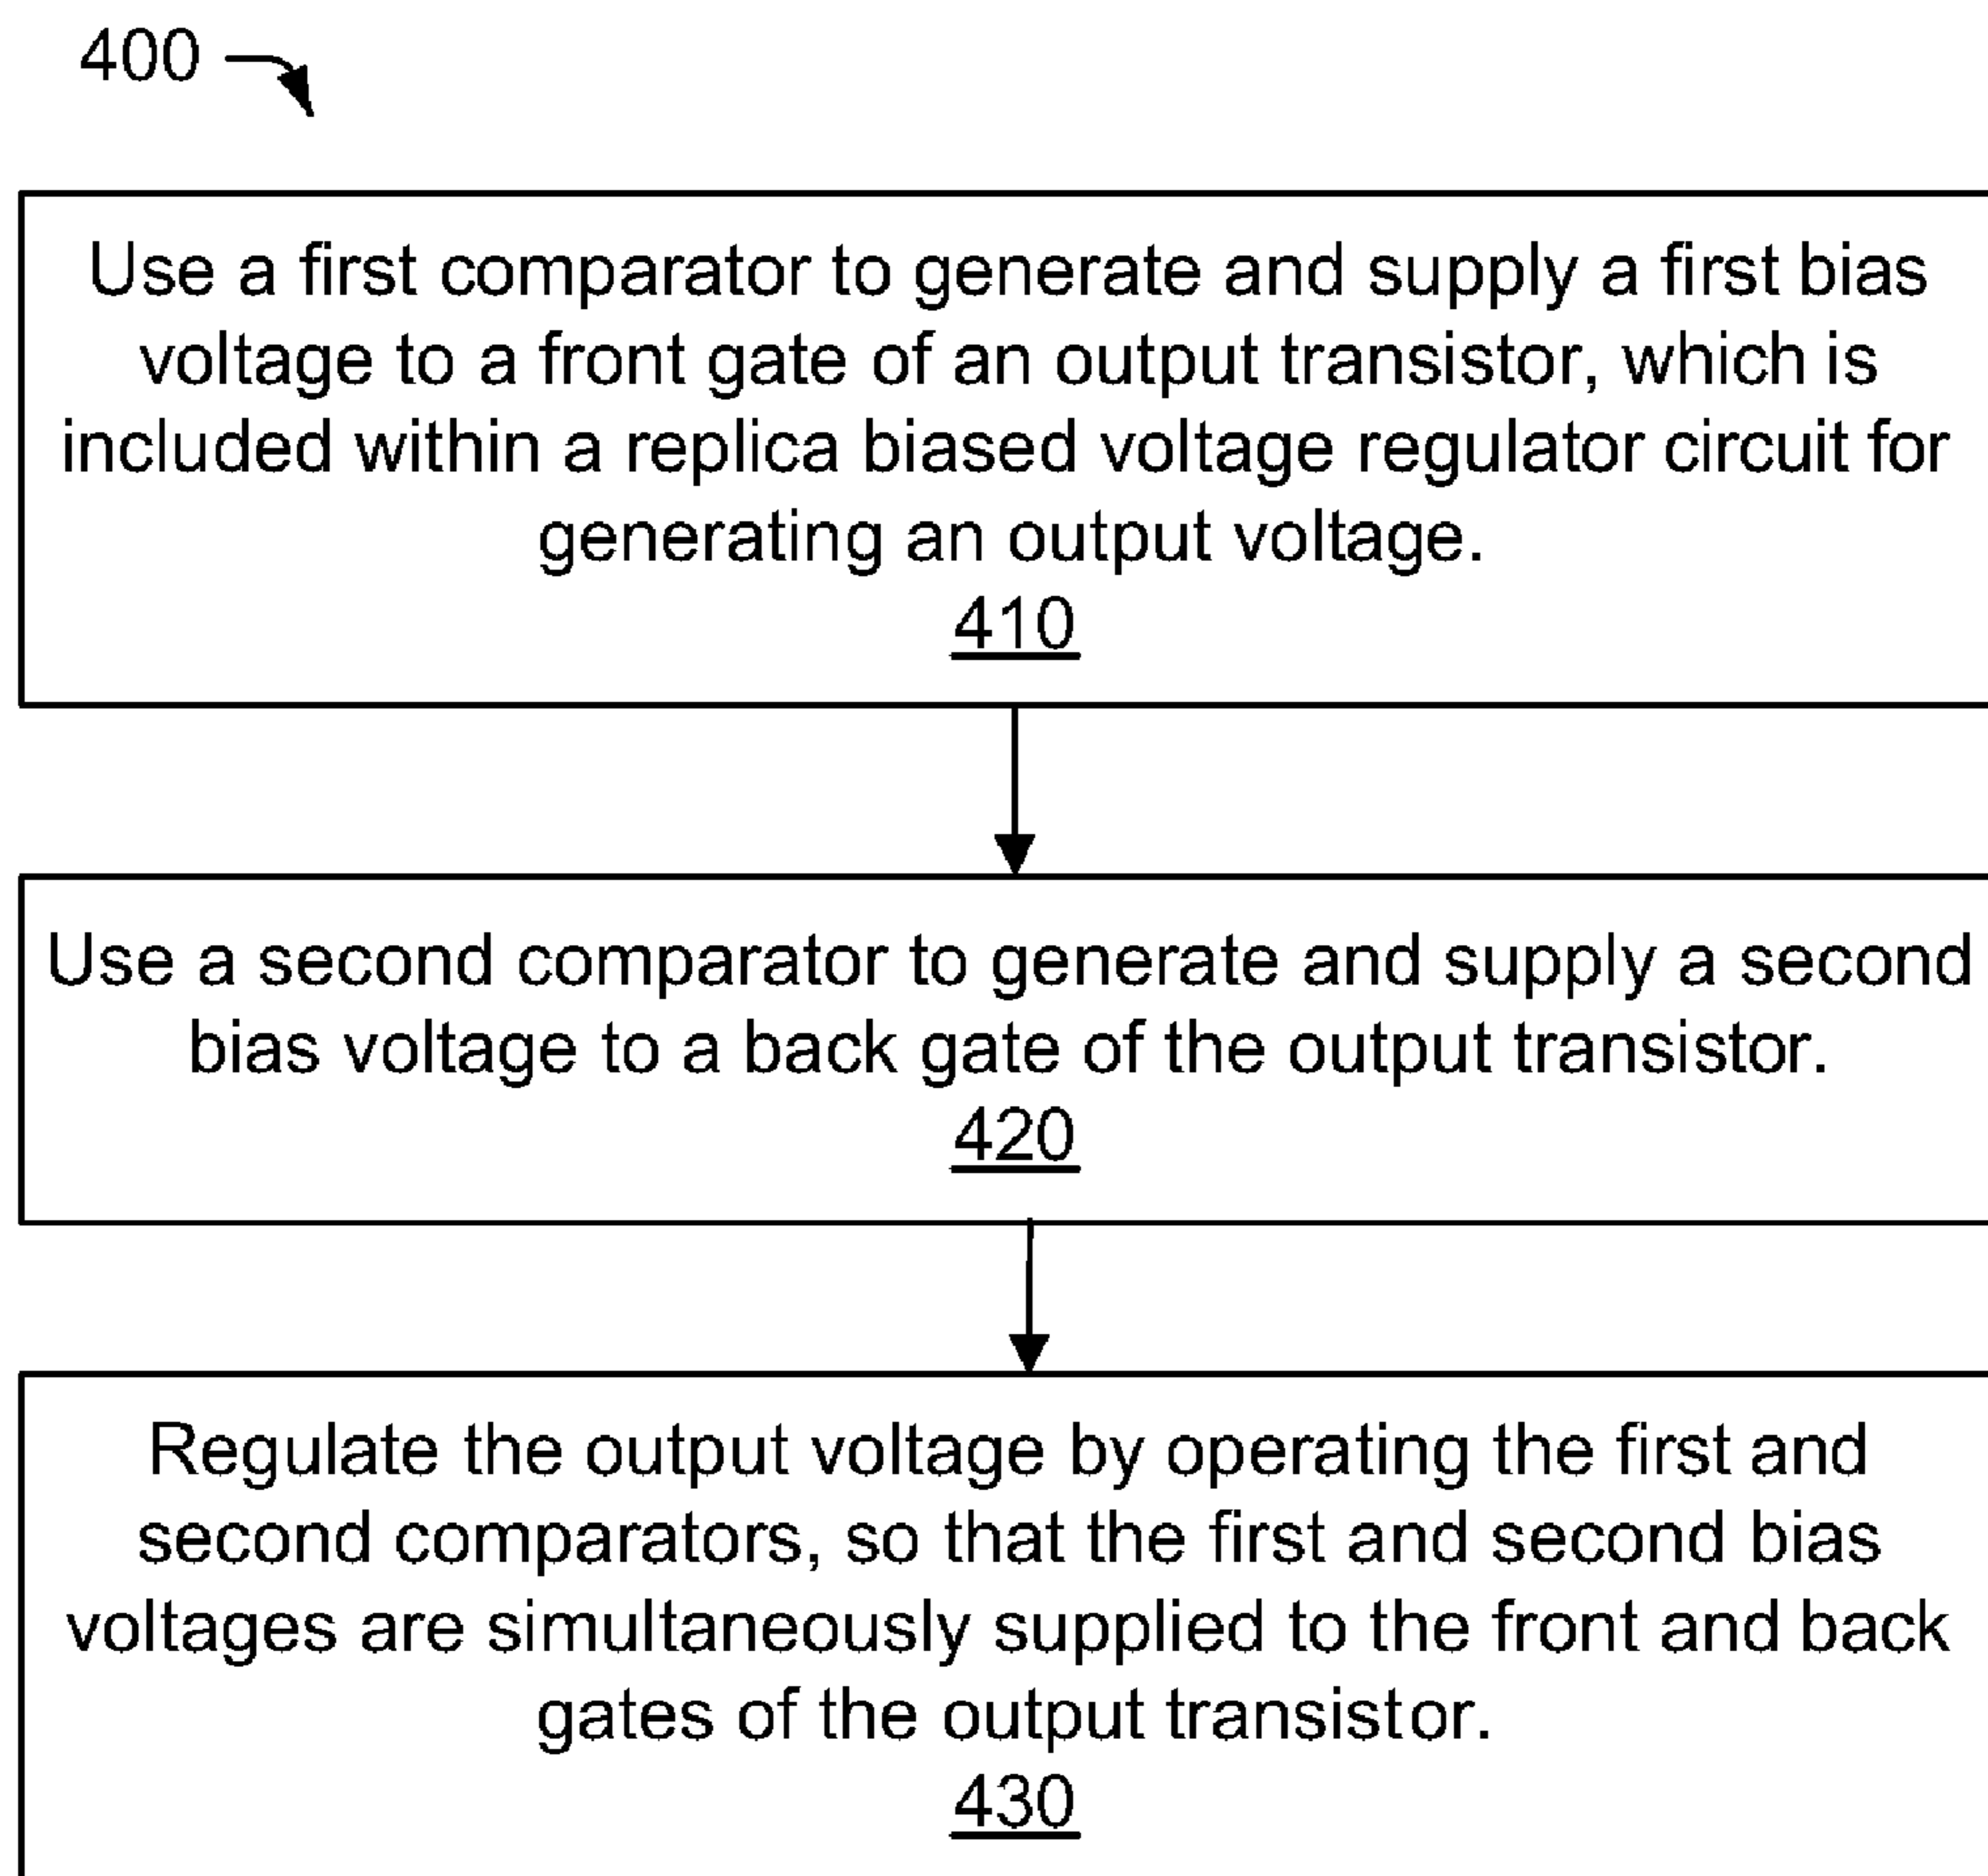 400
Use a first comparator to generate and supply a first bias
voltage to a front gate of an output transistor, which is
included within a replica biased voltage regulator circuit for
generating an output voltage.
410
Use a second comparator to generate and supply a second
bias voltage to a back gate of the output transistor.
420
Regulate the output voltage by operating the first and
second comparators, so that the first and second bias
voltages are simultaneously supplied to the front and back
gates of the output transistor.
430